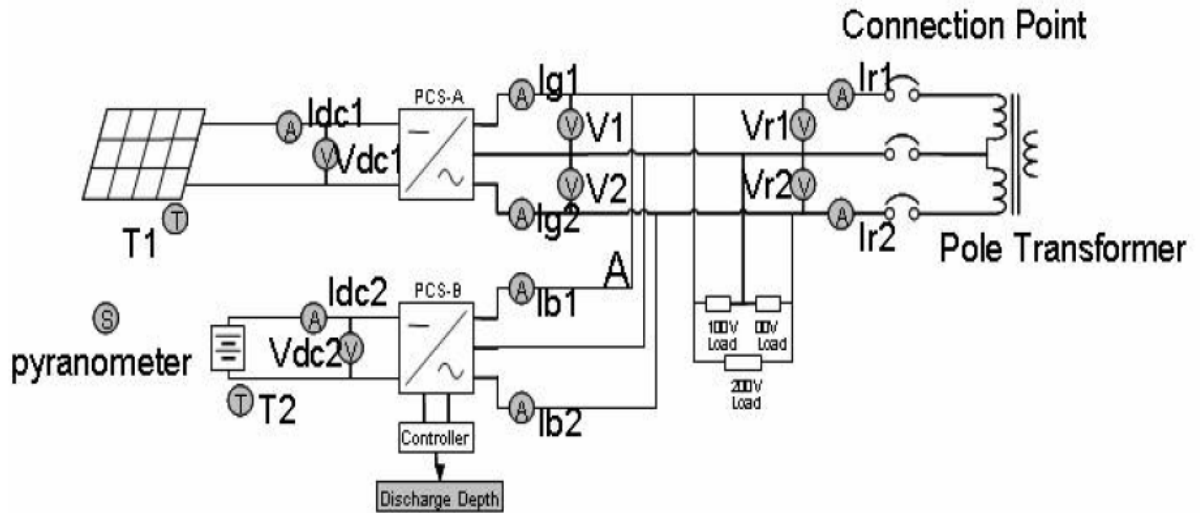 Connection Point
PCS-A
Ig1
Ir1
A
A
A
Idc1
V
V1
Vr1
V
V
Vdc1
V
V2
Vr2
V
T
T1
A
Ig2
A
Ir2
Pole Transformer
A
Idc2
PCS-B
A
Ib1
A
S
pyranometer
A
Vdc2
V
100V
Load
00V
Load
200V
Load
T
T2
A
Ib2
Controller
Discharge Depth